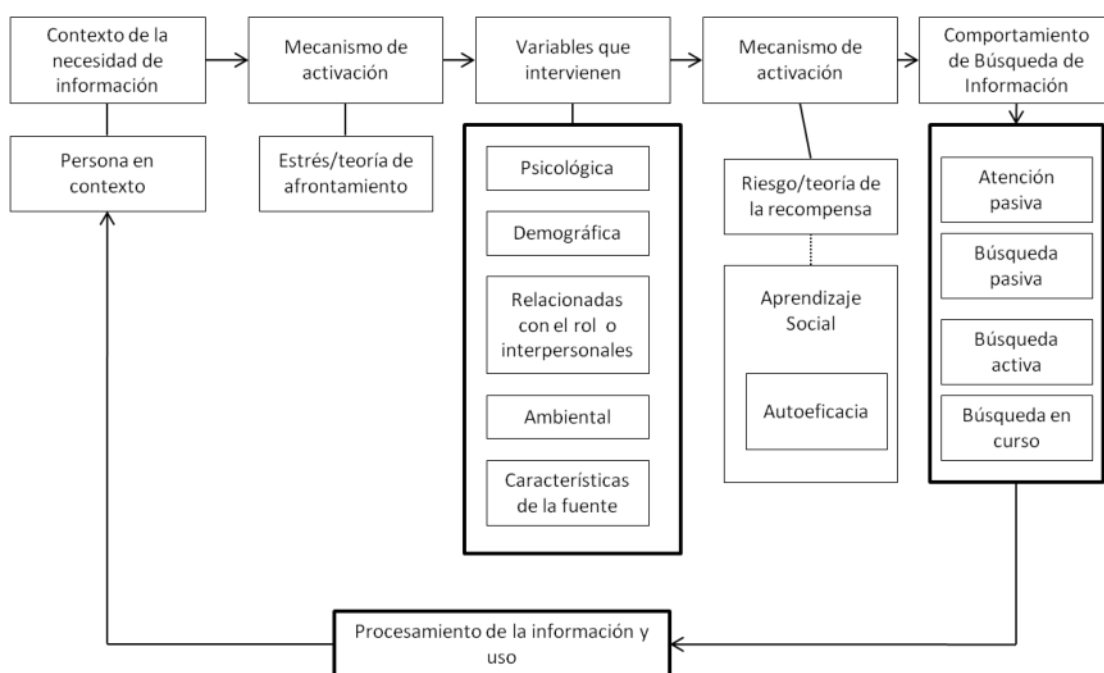 Contexto de la
necesidad de
información
Mecanismo de
activación
Variables que
intervienen
Mecanismo de
activación
Comportamiento
de Búsqueda de
Información
Persona en
contexto
Estrés/teoría de
afrontamiento
Psicológica
Demográfica
Relacionadas
con el rol o
interpersonales
Ambiental
Características
de la fuente
Riesgo/teoría de
la recompensa
Aprendizaje
Social
Autoeficacia
Atención
pasiva
Búsqueda
pasiva
Búsqueda
activa
Búsqueda en
curso
Procesamiento de la información y
uso